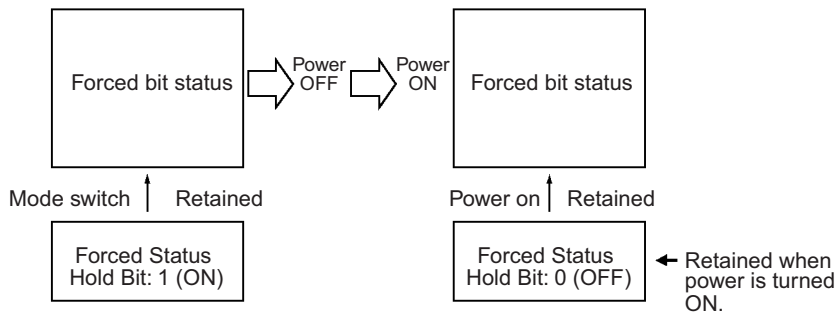 Forced bit status
Power
OFF
Power
ON
Forced bit status
Mode switch
Retained
Power on
Retained
Forced Status
Hold Bit: 1 (ON)
Forced Status
Hold Bit: 0 (OFF)
Retained when
power is turned
ON.